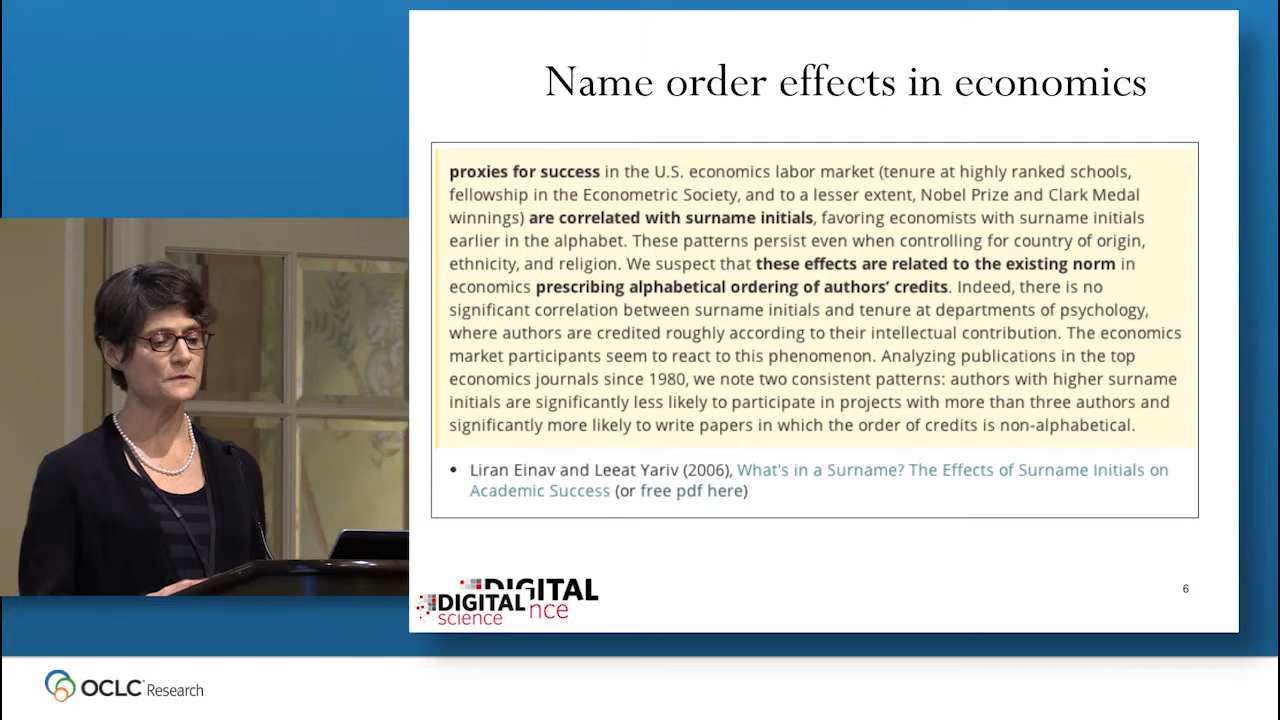 Name order effects in economics
proxies for success in the U.S. economics labor market (tenure at highly ranked schools,
fellowship in the Econometric Society, and to a lesser extent, Nobel Prize and Clark Medal
winnings) are correlated with surname initials, favoring economists with surname initials
earlier in the alphabet. These patterns persist even when controlling for country of origin,
ethnicity, and religion. We suspect that these effects are related to the existing norm in
economics prescribing alphabetical ordering of authors’ credits. Indeed, there is no
significant correlation between surname initials and tenure at departments of psychology,
where authors are credited roughly according to their intellectual contribution. The economics
market participants seem to react to this phenomenon. Analyzing publications in the top
economics journals since 1980, we note two consistent patterns: authors with higher surname
initials are significantly less likely to participate in projects with more than three authors and
significantly more likely to write papers in which the order of credits is non-alphabetical.
• Liran Einav and Leeat Yariv (2006), What's in a Surname? The Effects of Surname Initials on
Academic Success (or free pdf here)
DIGITAL
nce
DIGITAL
science
6
OCLC Research